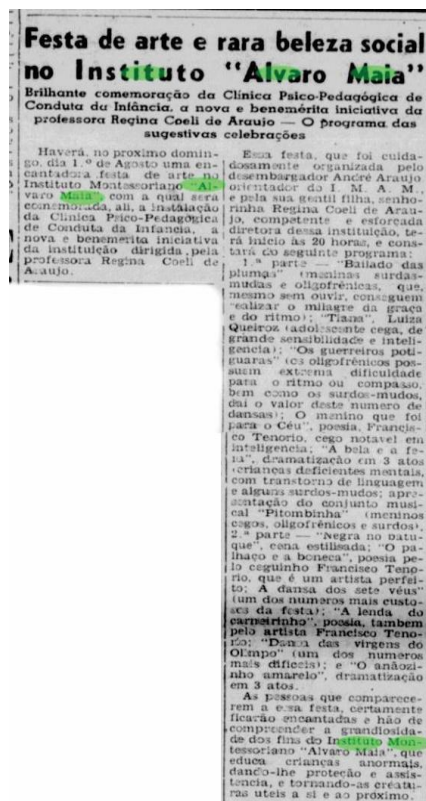 Festa de arte e rara beleza social
no Instituto "Alvaro Maia"
Brilhante comemoração da Clínica Psico-Pedagógica de
Conduta da Infância, a nova e benemérita iniciativa da
professora Regina Coeli de Araujo — O programa das
sugestivas celebrações
Haverá, no proximo domin-
go, dia 1.º de Agosto uma en-
cantadora festa de arte no
Instituto Montessoriano "Al-
varo Maia" com a qual será
comemorada, ali, a instalação
da Clínica Psico-Pedagógica
de Conduta da Infancia, a
nova e benemerita iniciativa
da instituição dirigida pela
professora Regina Coeli de
Araujo.
Essa festa, que foi cuida-
dosamente organizada pelo
desembargador André Araujo
orientador do I. M. A. M.,
e pela sua gentil filha, senho-
rinha Regina Coeli de Arau-
jo, competente e esforçada
diretora dessa instituição, terá
início às 20 horas, e cons-
tará do seguinte programa:
1.ª parte — "Bailado das
plumas" (meninas surdas-
mudas e oligofrênicas, que,
mesmo sem ouvir, conseguem
realizar o milagre da graça
e do ritmo); "Tiana", Luiza
Queiroz (adolescente cega, de
grande sensibilidade e inteli-
gencia); "Os guerreiros poti-
guaras" (os oligofrênicos pos-
suem extrema dificuldade
para o ritmo ou compasso,
bem como os surdos-mudos,
daí o valor deste numero de
dansas); O menino que foi
para o Céu", poesia, Francis-
co Tenorio, cego notavel em
inteligencia; "A bela e a fe-
ra", dramatização em 3 atos
(crianças deficientes mentais,
com transtorno de linguagem
e alguns surdos-mudos; apre-
sentação do conjunto musi-
cal "Pitombinha" (meninos
cegos, oligofrênicos e surdos),
2.ª parte — "Negra no batu-
que", cena estilisada; "O pa-
lhaço e a boneca", poesia pe-
lo ceguinho Francisco Teno-
rio, que é um artista perfei-
to; A dansa dos sete véus"
(um dos numeros mais custo-
sos da festa); "A lenda do
carneirinho", poesia, tambem
pelo artista Francisco Teno-
rio; "Dansa das virgens do
Olimpo" (um dos numeros
mais dificeis); e "O anãozi-
nho amarelo", dramatização
em 3 atos.
As pessoas que comparece-
rem a essa festa, certamente
ficarão encantadas e hão de
compreender a grandiosida-
de dos fins do Instituto Mon-
tessoriano "Alvaro Maia", que
educa crianças anormais,
dando-lhe proteção e assis-
tencia, e tornando-as creatu-
ras uteis a si e ao próximo.